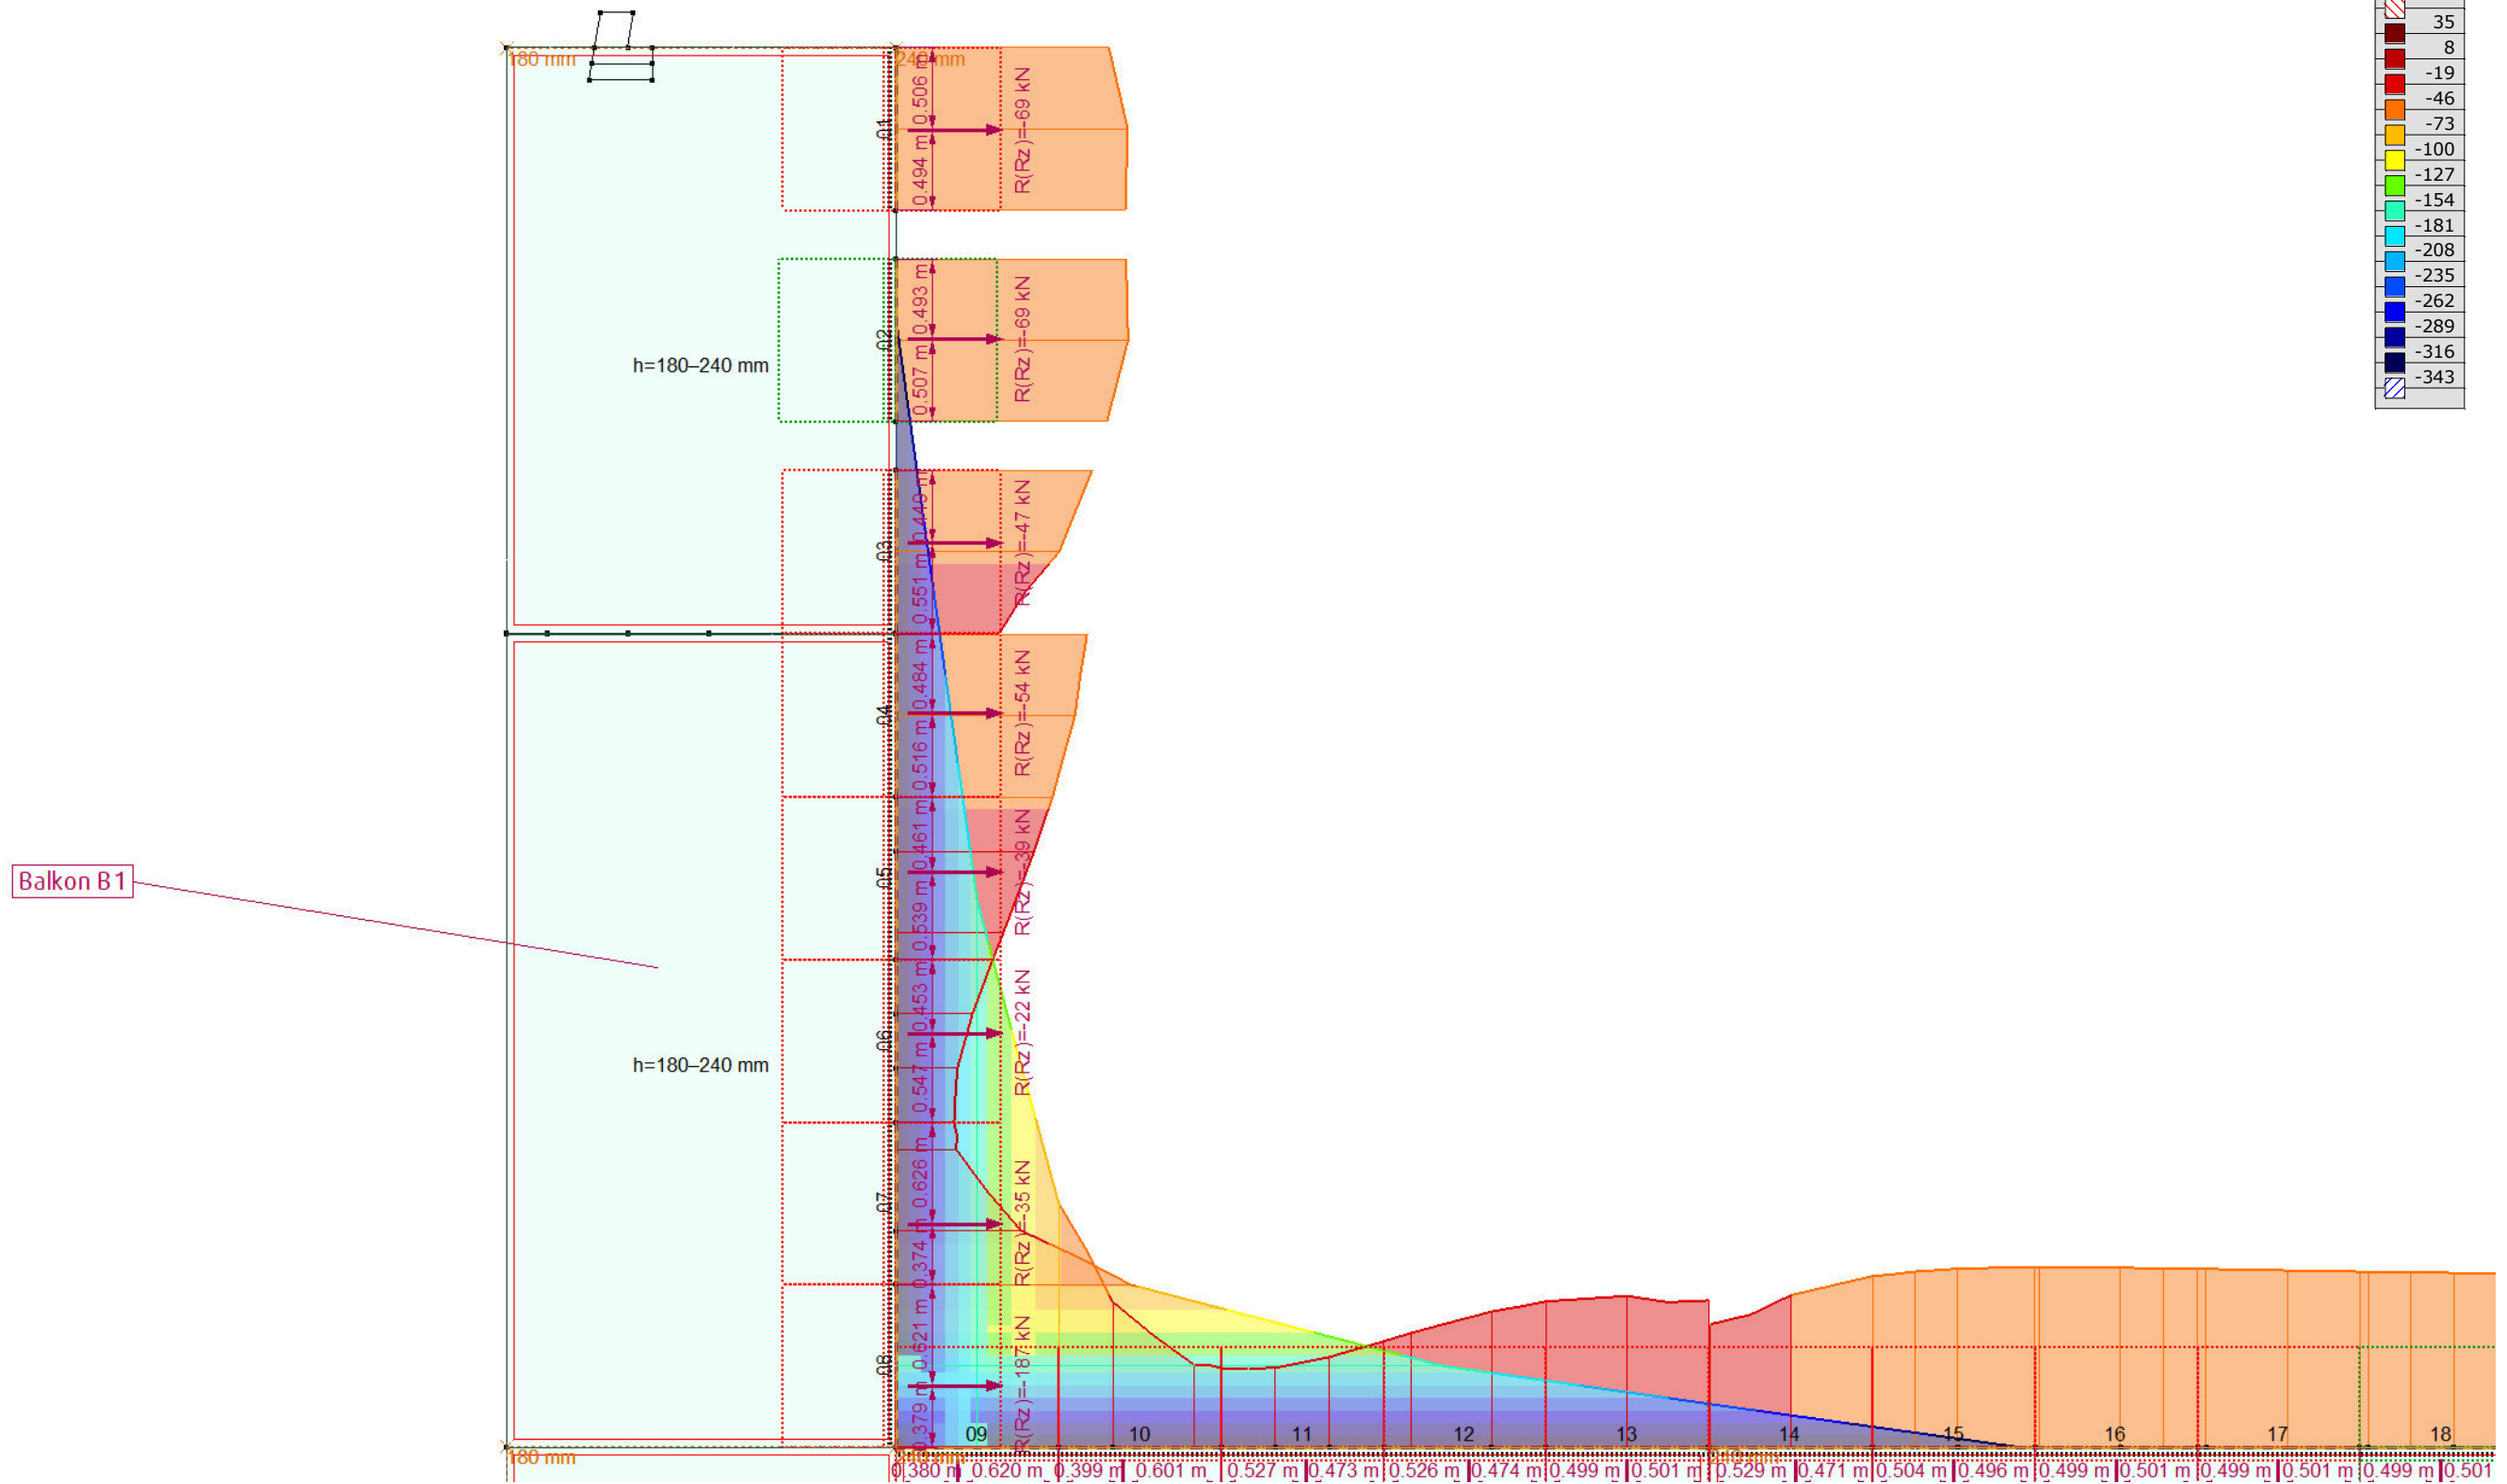 35
8
-19
-46
-73
-100
-127
-154
-181
-208
-235
-262
-289
-316
-343
180 mm
240 mm
01
0.506 m
0.494 m
R(Rz)=-69 kN
02
0.493 m
0.507 m
R(Rz)=-69 kN
h=180–240 mm
03
0.449 m
0.551 m
R(Rz)=-47 kN
04
0.484 m
0.516 m
R(Rz)=-54 kN
05
0.461 m
0.539 m
R(Rz)=-39 kN
Balkon B1
06
0.453 m
0.547 m
R(Rz)=-22 kN
h=180–240 mm
07
0.626 m
0.374 m
R(Rz)=-35 kN
08
0.621 m
0.379 m
R(Rz)=-187 kN
09 10 11 12 13 14 15 16 17 18
180 mm
240 mm
240 mm
0.380 m 0.620 m 0.399 m 0.601 m 0.527 m 0.473 m 0.526 m 0.474 m 0.499 m 0.501 m 0.529 m 0.471 m 0.504 m 0.496 m 0.499 m 0.501 m 0.499 m 0.501 m 0.499 m 0.501